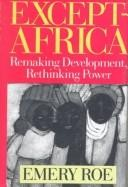 EXCEPT-
AFRICA
Remaking Development,
Rethinking Power
EMERY ROE